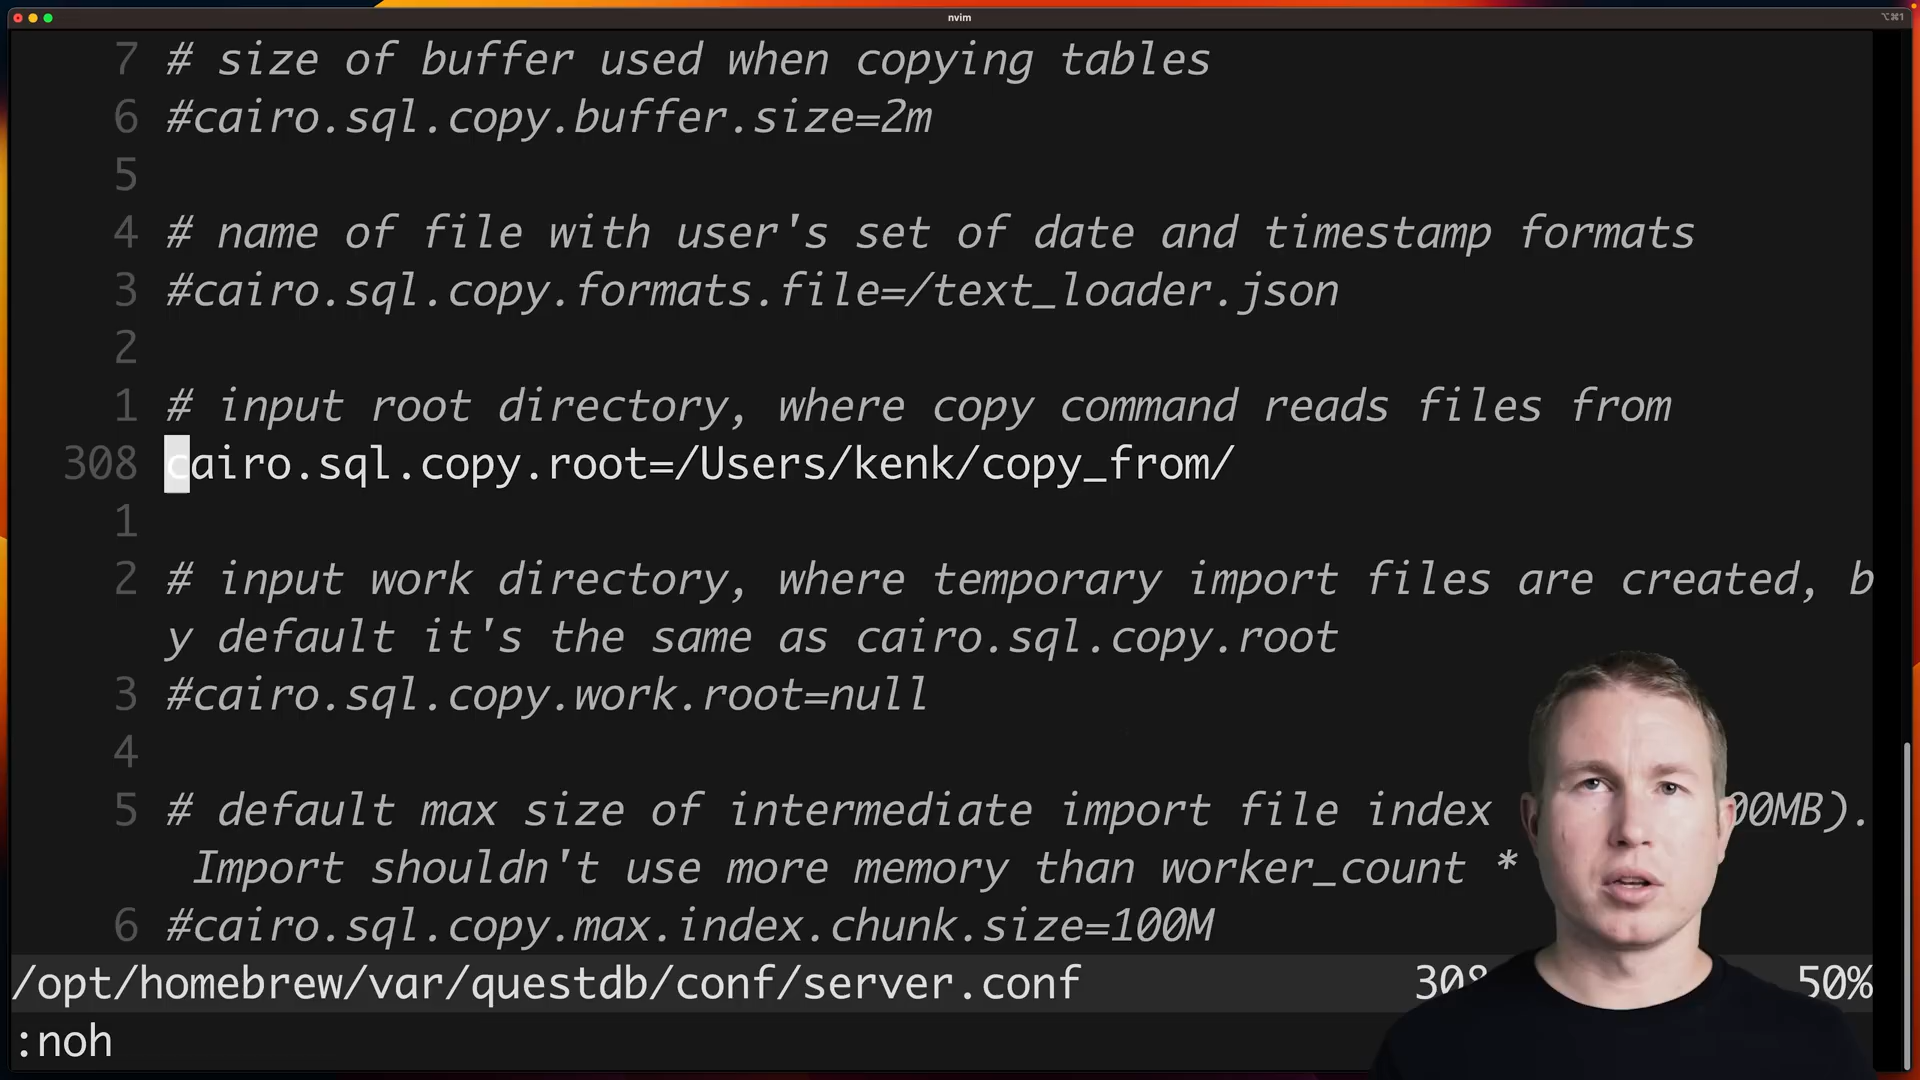 nvim
⌥⌘1
7 # size of buffer used when copying tables
6 #cairo.sql.copy.buffer.size=2m
5
4 # name of file with user's set of date and timestamp formats
3 #cairo.sql.copy.formats.file=/text_loader.json
2
1 # input root directory, where copy command reads files from
308 cairo.sql.copy.root=/Users/kenk/copy_from/
1
2 # input work directory, where temporary import files are created, b
y default it's the same as cairo.sql.copy.root
3 #cairo.sql.copy.work.root=null
4
5 # default max size of intermediate import file index 00MB).
Import shouldn't use more memory than worker_count *
6 #cairo.sql.copy.max.index.chunk.size=100M
/opt/homebrew/var/questdb/conf/server.conf 308 50%
:noh